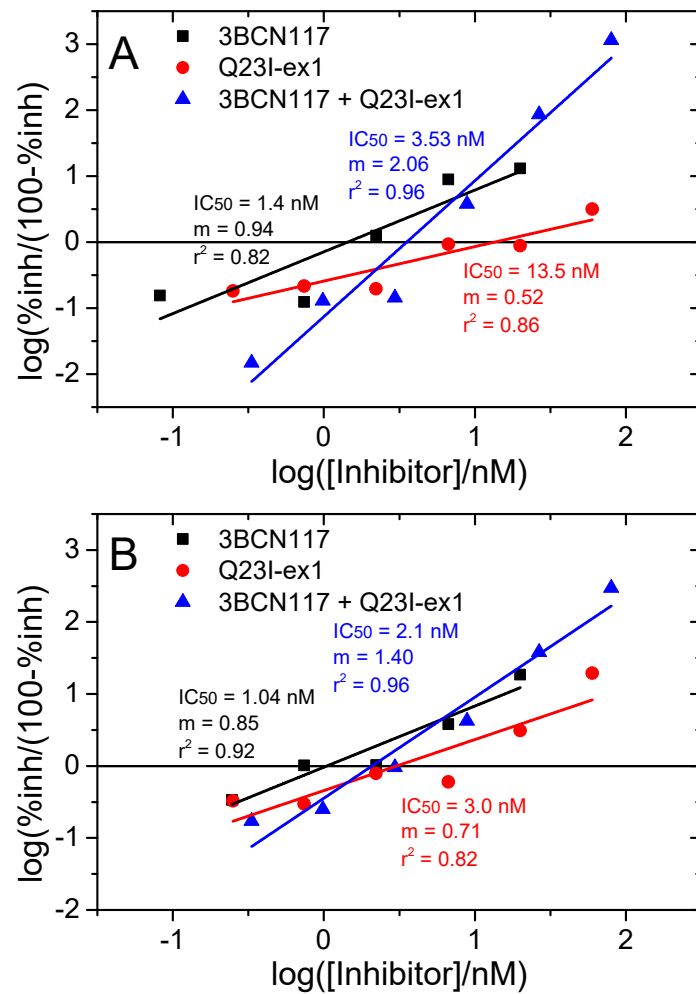 A
3BCN117
Q23I-ex1
3BCN117 + Q23I-ex1
IC50 = 3.53 nM
m = 2.06
r² = 0.96
IC50 = 1.4 nM
m = 0.94
r² = 0.82
IC50 = 13.5 nM
m = 0.52
r² = 0.86
3
2
1
0
-1
-2
log(%inh/(100-%inh)
-1
0
1
2
log([Inhibitor]/nM)
B
3BCN117
Q23I-ex1
3BCN117 + Q23I-ex1
IC50 = 2.1 nM
m = 1.40
r² = 0.96
IC50 = 1.04 nM
m = 0.85
r² = 0.92
IC50 = 3.0 nM
m = 0.71
r² = 0.82
3
2
1
0
-1
-2
log(%inh/(100-%inh)
-1
0
1
2
log([Inhibitor]/nM)